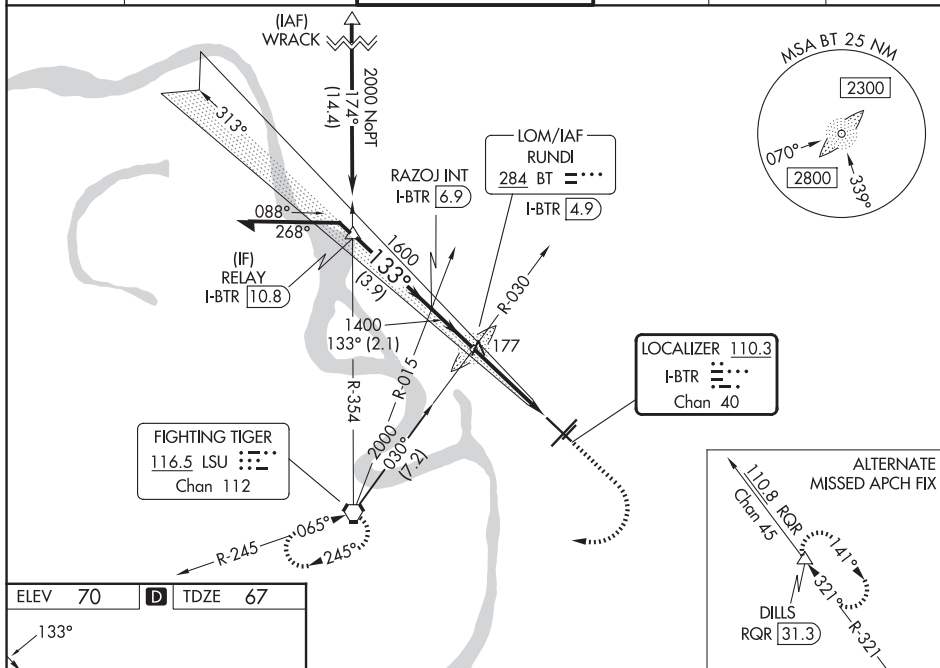 (IAF)
WRACK
2000 NoPT
174°
(14.4)
313°
MSA BT 25 NM
2300
070°
2800
339°
LOM/IAF
RUNDI
284 BT
I-BTR 4.9
RAZOJ INT
I-BTR 6.9
088°
268°
(IF)
RELAY
I-BTR 10.8
1600
133°
(3.9)
1400
133° (2.1)
R-030
177
R-015
R-354
2000
030°
(7.2)
LOCALIZER 110.3
I-BTR
Chan 40
FIGHTING TIGER
116.5 LSU
Chan 112
065°
R-245
245°
ALTERNATE
MISSED APCH FIX
110.8 RQR
Chan 45
141°
321°
DILLS
RQR 31.3
R-321
ELEV 70 D TDZE 67
133°